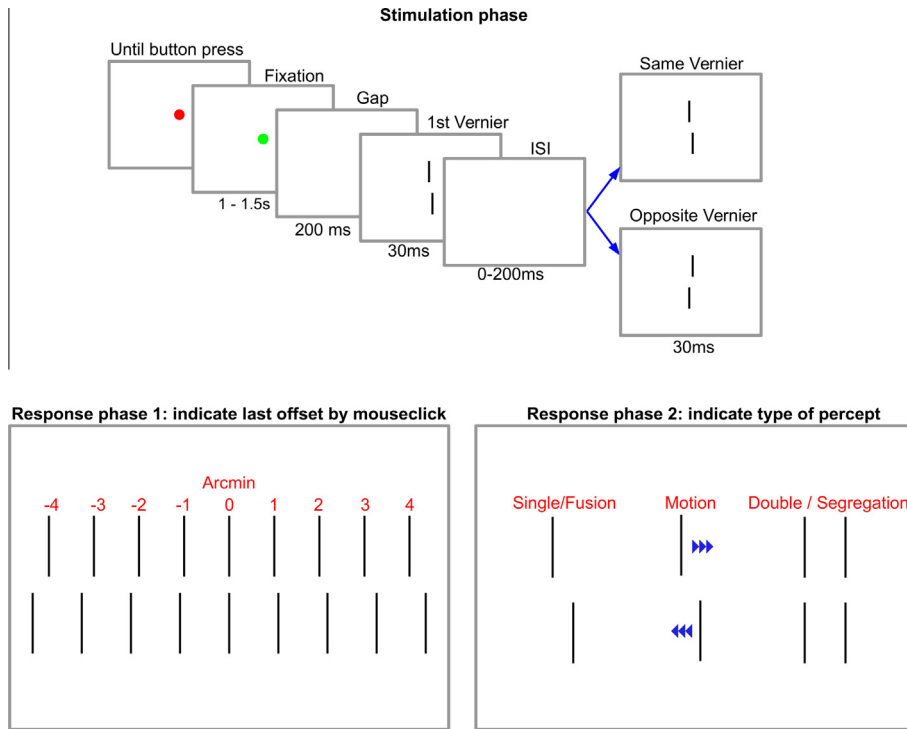 Stimulation phase
Until button press
Fixation
Gap
1st Vernier
ISI
Same Vernier
1 - 1.5s
200 ms
30ms
0-200ms
Opposite Vernier
30ms
Response phase 1: indicate last offset by mouseclick
Arcmin
-4 -3 -2 -1 0 1 2 3 4
Response phase 2: indicate type of percept
Single/Fusion Motion Double / Segregation